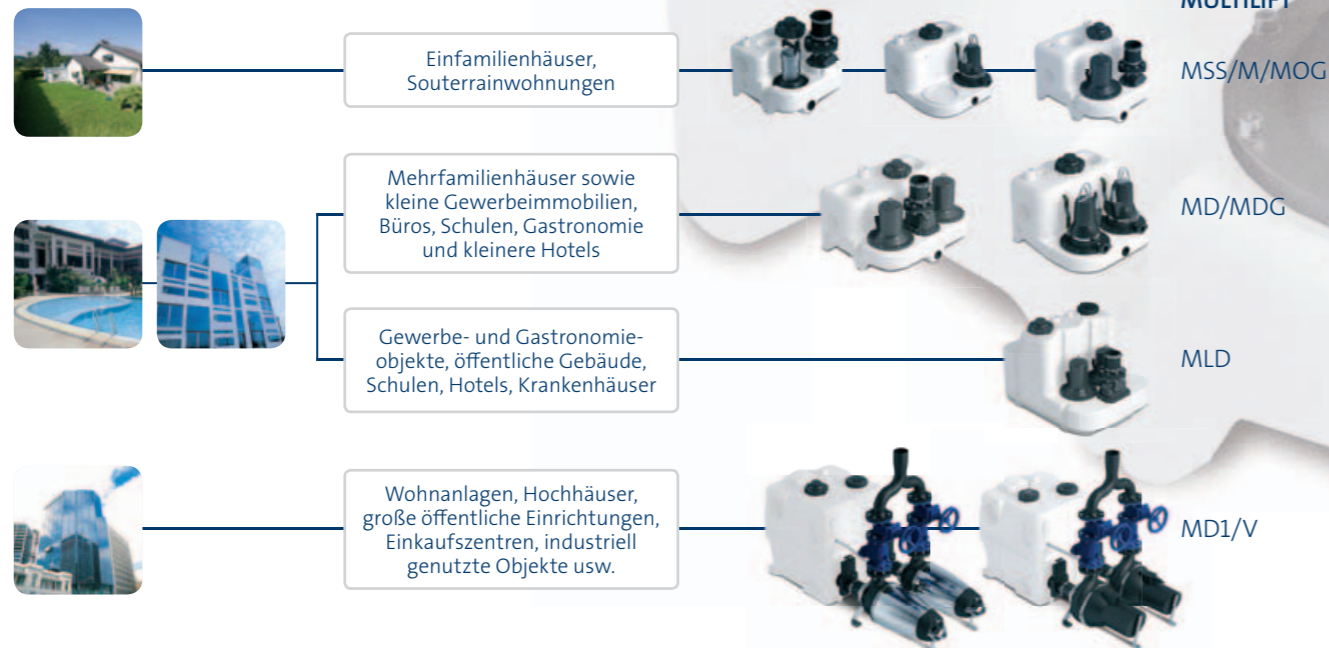 MULTILIFT
Einfamilienhäuser,
Souterrainwohnungen
MSS/M/MOG
Mehrfamilienhäuser sowie
kleine Gewerbeimmobilien,
Büros, Schulen, Gastronomie
und kleinere Hotels
MD/MDG
Gewerbe- und Gastronomie-
objekte, öffentliche Gebäude,
Schulen, Hotels, Krankenhäuser
MLD
Wohnanlagen, Hochhäuser,
große öffentliche Einrichtungen,
Einkaufszentren, industriell
genutzte Objekte usw.
MD1/V